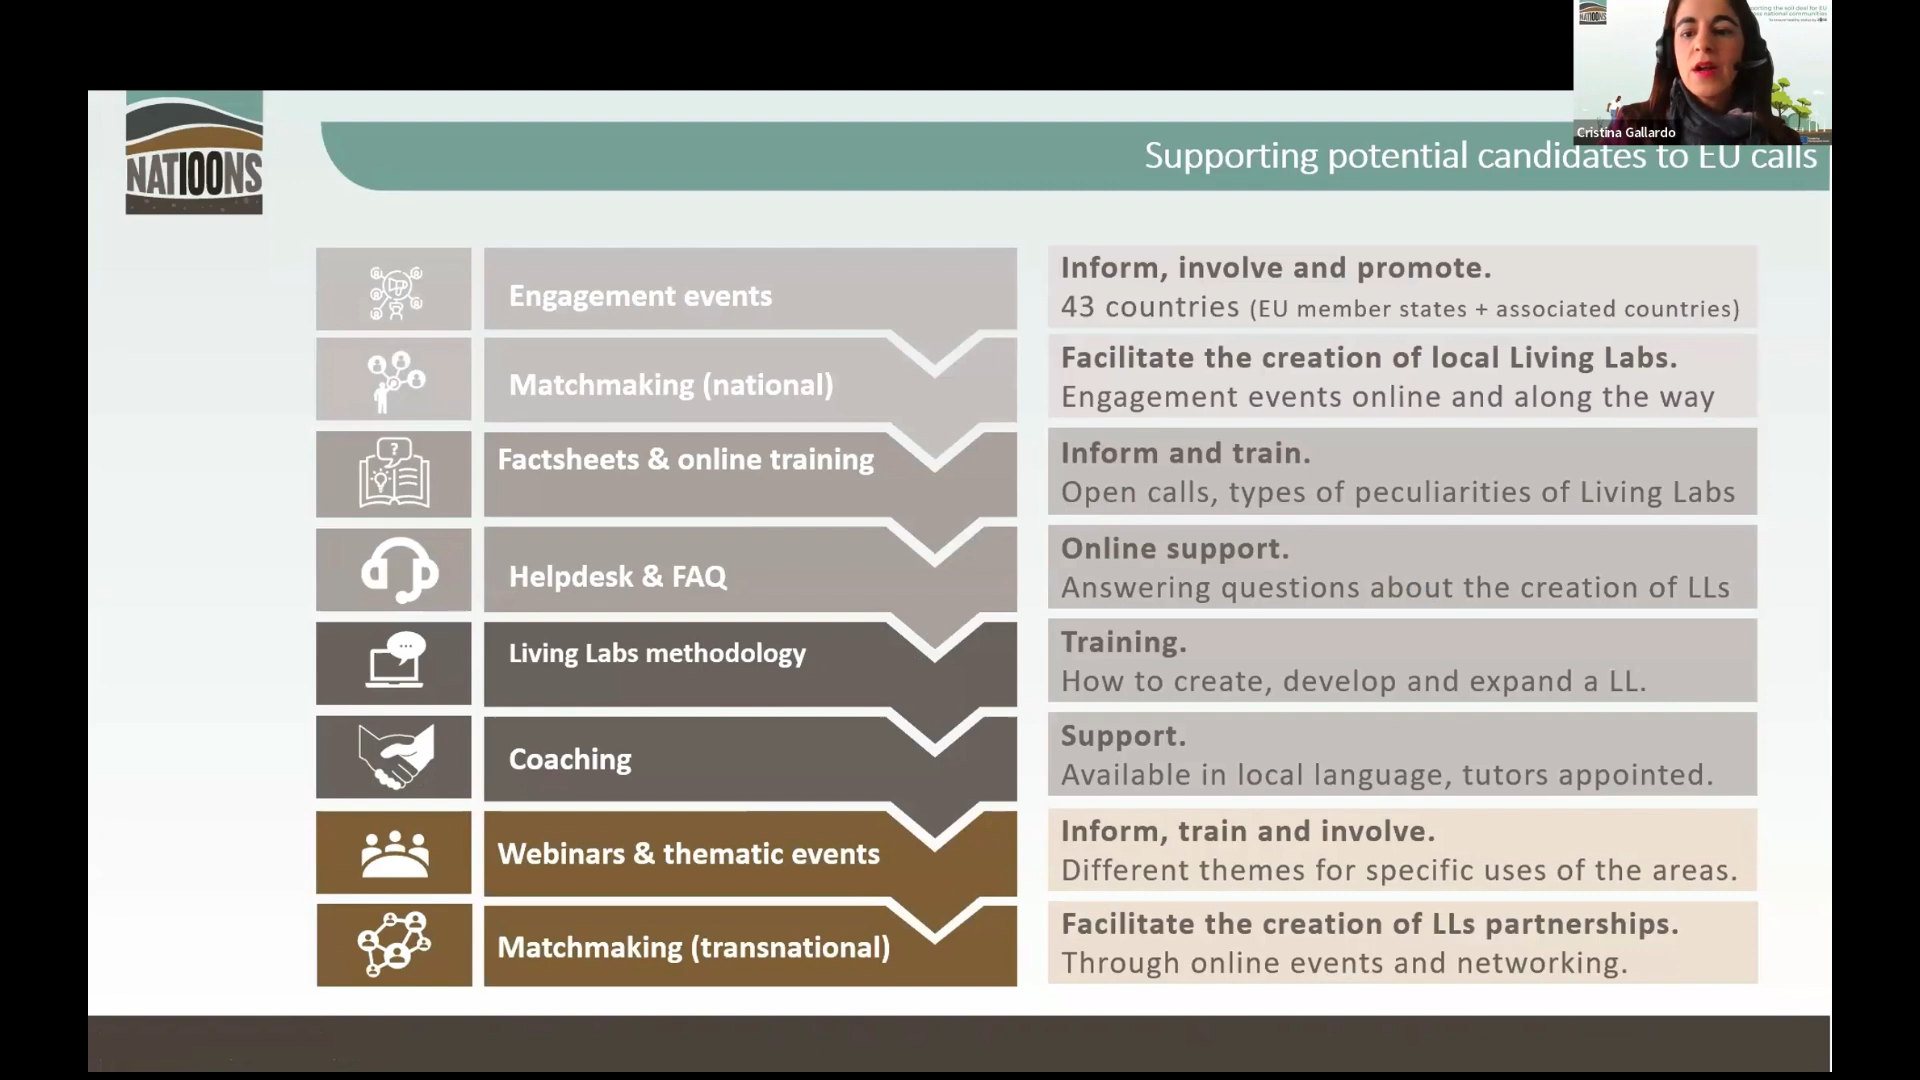 NATIOONS
Cristina Gallardo
Supporting potential candidates to EU calls
Engagement events
Inform, involve and promote.
43 countries (EU member states + associated countries)
Matchmaking (national)
Facilitate the creation of local Living Labs.
Engagement events online and along the way
?
Factsheets & online training
Inform and train.
Open calls, types of peculiarities of Living Labs
Helpdesk & FAQ
Online support.
Answering questions about the creation of LLs
Living Labs methodology
Training.
How to create, develop and expand a LL.
Coaching
Support.
Available in local language, tutors appointed.
Webinars & thematic events
Inform, train and involve.
Different themes for specific uses of the areas.
Matchmaking (transnational)
Facilitate the creation of LLs partnerships.
Through online events and networking.